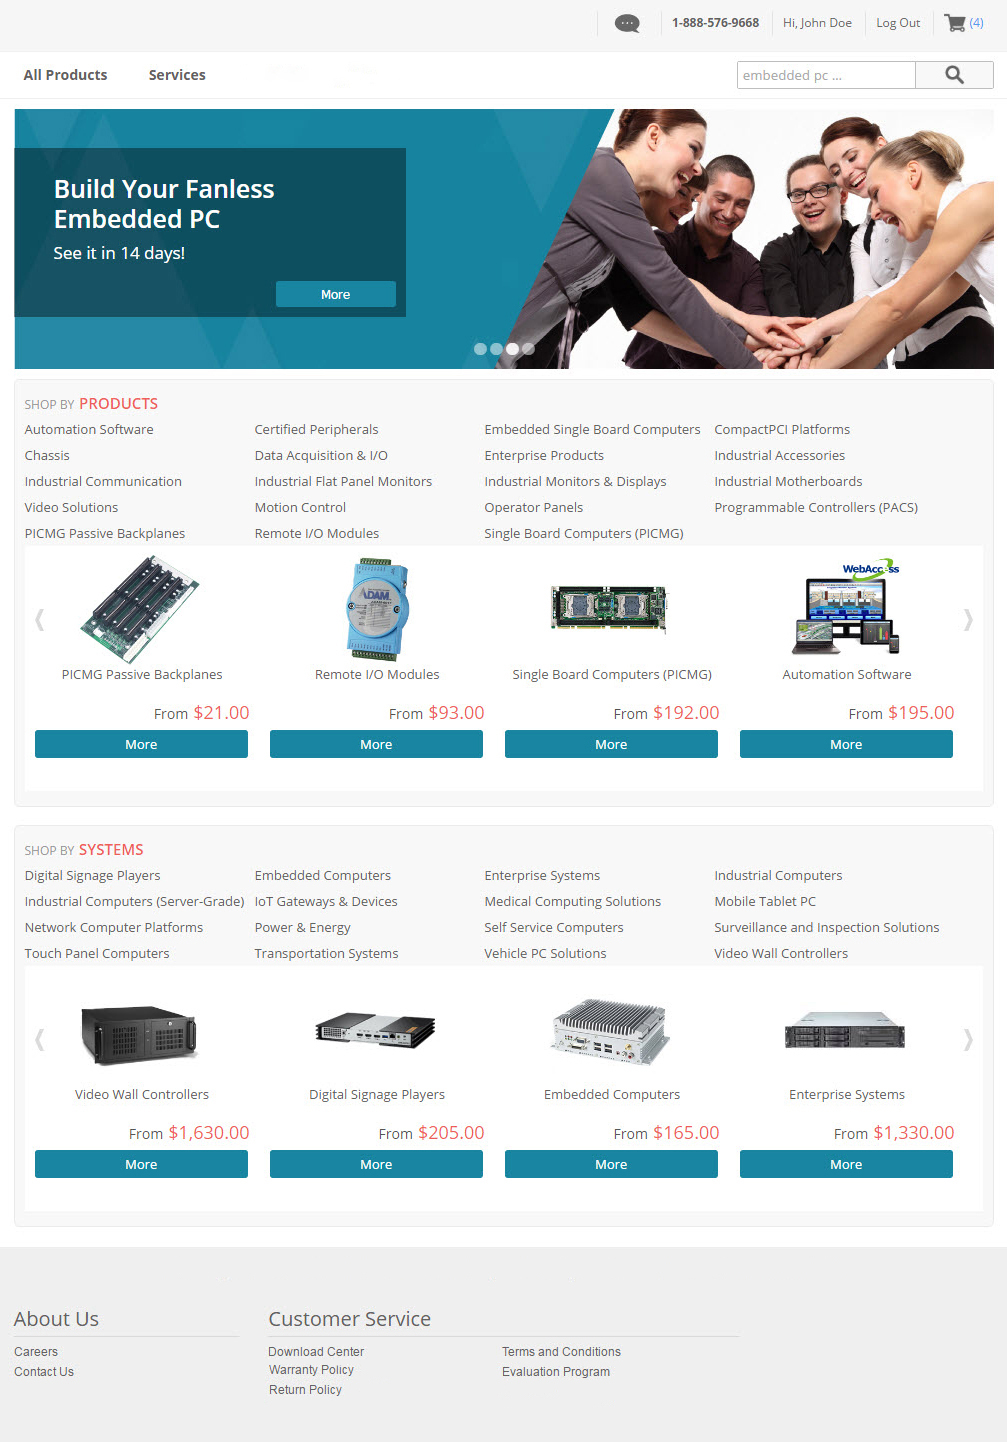 1-888-576-9668 Hi, John Doe Log Out (4)
All Products Services embedded pc ...
Build Your Fanless
Embedded PC
See it in 14 days!
More
SHOP BY PRODUCTS
Automation Software Certified Peripherals Embedded Single Board Computers CompactPCI Platforms
Chassis Data Acquisition & I/O Enterprise Products Industrial Accessories
Industrial Communication Industrial Flat Panel Monitors Industrial Monitors & Displays Industrial Motherboards
Video Solutions Motion Control Operator Panels Programmable Controllers (PACS)
PICMG Passive Backplanes Remote I/O Modules Single Board Computers (PICMG)
WebAccess
ADAM
PICMG Passive Backplanes Remote I/O Modules Single Board Computers (PICMG) Automation Software
From $21.00 From $93.00 From $192.00 From $195.00
More More More More
SHOP BY SYSTEMS
Digital Signage Players Embedded Computers Enterprise Systems Industrial Computers
Industrial Computers (Server-Grade) IoT Gateways & Devices Medical Computing Solutions Mobile Tablet PC
Network Computer Platforms Power & Energy Self Service Computers Surveillance and Inspection Solutions
Touch Panel Computers Transportation Systems Vehicle PC Solutions Video Wall Controllers
Video Wall Controllers Digital Signage Players Embedded Computers Enterprise Systems
From $1,630.00 From $205.00 From $165.00 From $1,330.00
More More More More
About Us Customer Service
Careers Download Center Terms and Conditions
Contact Us Warranty Policy Evaluation Program
Return Policy